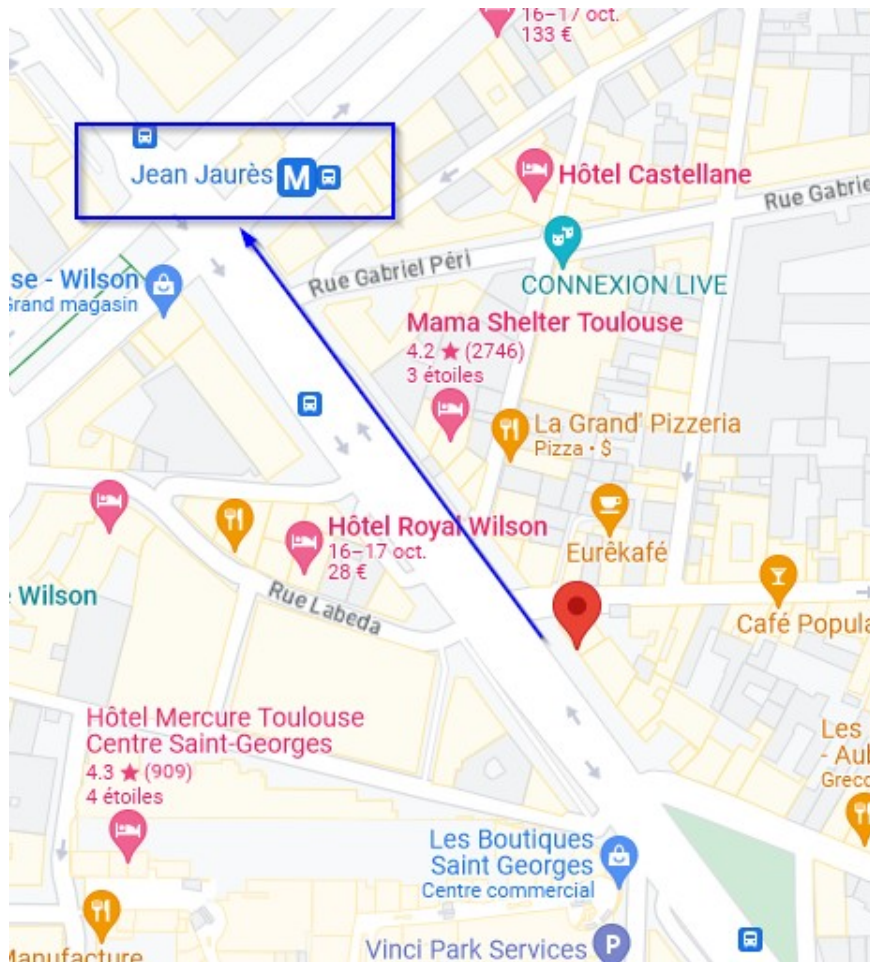 16–17 oct.
133 €
Jean Jaurès
M
Hôtel Castellane
Rue Gabriel
CONNEXION LIVE
Rue Gabriel Péri
se - Wilson
Grand magasin
Mama Shelter Toulouse
4.2 ★ (2746)
3 étoiles
La Grand' Pizzeria
Pizza • $
Hôtel Royal Wilson
16–17 oct.
28 €
Eurêkafé
Wilson
Rue Labeda
Café Popula
Hôtel Mercure Toulouse
Centre Saint-Georges
4.3 ★ (909)
4 étoiles
Les
- Aub
Grecq
Les Boutiques
Saint Georges
Centre commercial
Manufacture
Vinci Park Services
P